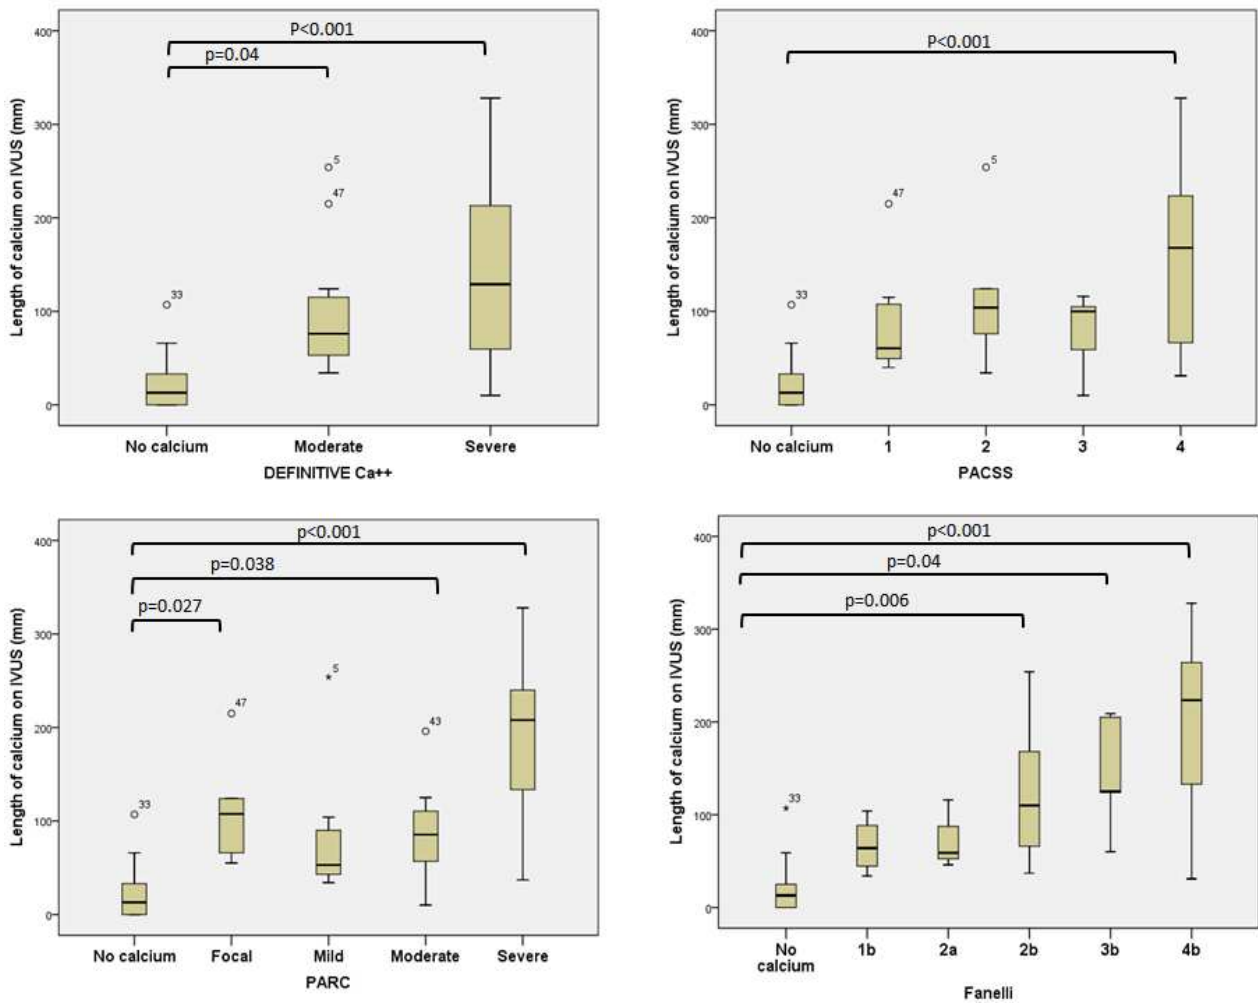 400
300
200
100
0
Length of calcium on IVUS (mm)
P<0.001
p=0.04
5
47
33
No calcium Moderate Severe
DEFINITIVE Ca++
400
300
200
100
0
Length of calcium on IVUS (mm)
P<0.001
5
47
33
No calcium 1 2 3 4
PACSS
400
300
200
100
0
Length of calcium on IVUS (mm)
p<0.001
p=0.038
p=0.027
5
47
43
33
No calcium Focal Mild Moderate Severe
PARC
400
300
200
100
0
Length of calcium on IVUS (mm)
p<0.001
p=0.04
p=0.006
33
No 1b 2a 2b 3b 4b
calcium
Fanelli